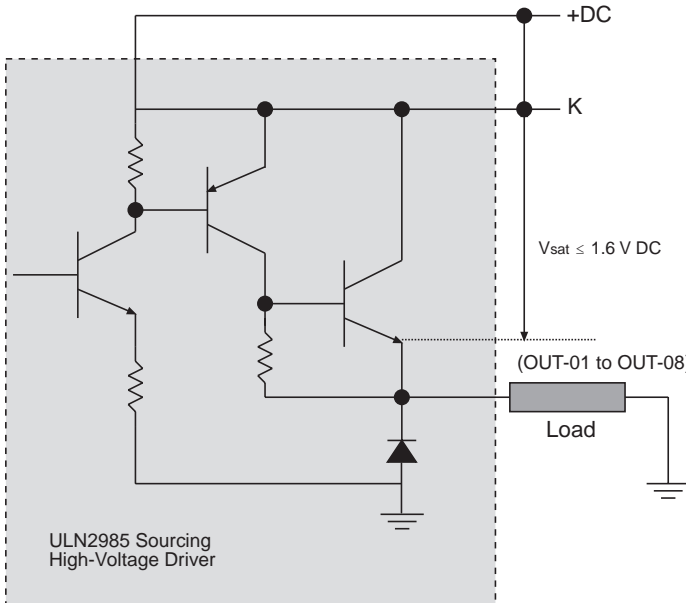 +DC
K
Vsat ≤ 1.6 V DC
(OUT-01 to OUT-08)
Load
ULN2985 Sourcing
High-Voltage Driver